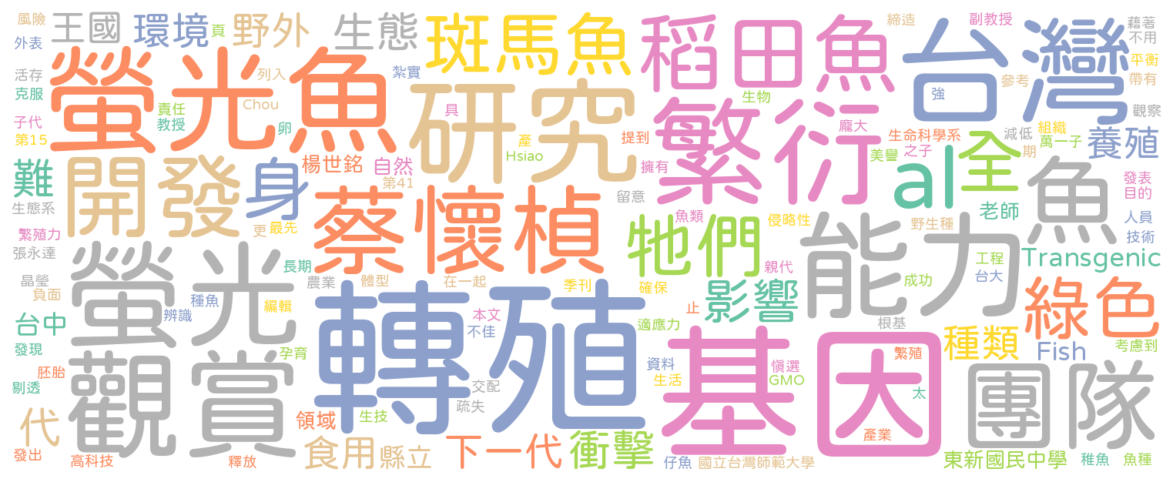 風險
王國
環境
頁
野外
生態
斑馬魚
稻田魚
締造
副教授
台灣
藉著
不用
外表
活存
克服
螢光魚
列入
Chou
紮實
研究
具
產
Hsiao
提到
生物
繁衍
龐大
強
參考
平衡
帶有
觀察
子代
第15
責任
教授
卵
楊世銘
自然
第41
擁有
美譽
生命科學系
之子
減低
期
組織
萬一子
養殖
難
開發
身
蔡懷楨
留意
al
全
老師
魚
發表
目的
生態系
繁殖力
張永達
更
最先
魚類
牠們
侵略性
能力
野生種
人員
技術
晶瑩
負面
螢光
長期
農業
體型
在一起
季刊
確保
親代
影響
成功
工程
台大
Transgenic
種魚
辨識
編輯
轉殖
本文
不佳
適應力
止
根基
綠色
台中
發現
孕育
資料
生活
慎選
GMO
基因
繁殖
太
種類
Fish
考慮到
胚胎
剔透
觀賞
交配
疏失
團隊
代
發出
領域
生技
產業
高科技
釋放
食用
縣立
下一代
衝擊
仔魚
國立台灣師範大學
東新國民中學
稚魚
魚種